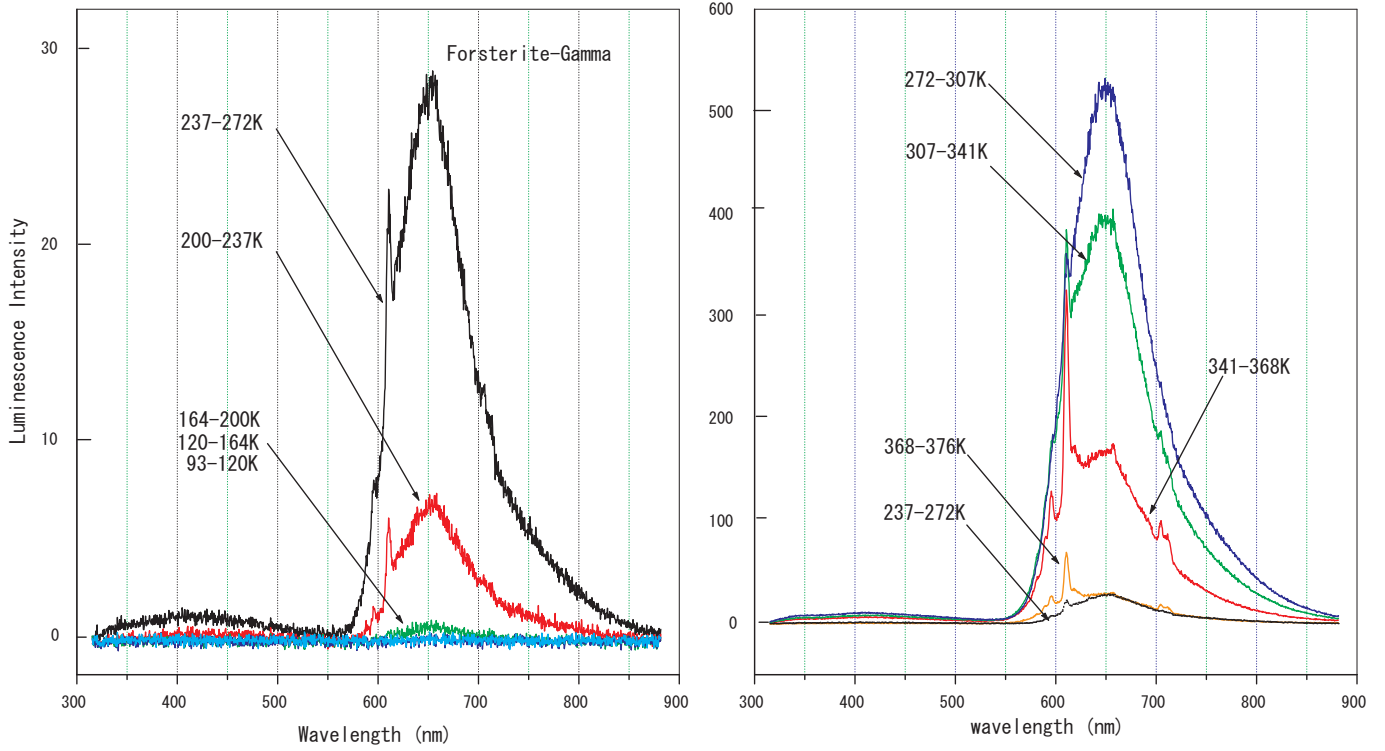 Forsterite-Gamma
237-272K
200-237K
164-200K
120-164K
93-120K
30
20
10
0
Luminescence Intensity
300 400 500 600 700 800 900
Wavelength (nm)
600
500
400
300
200
100
0
272-307K
307-341K
341-368K
368-376K
237-272K
300 400 500 600 700 800 900
wavelength (nm)